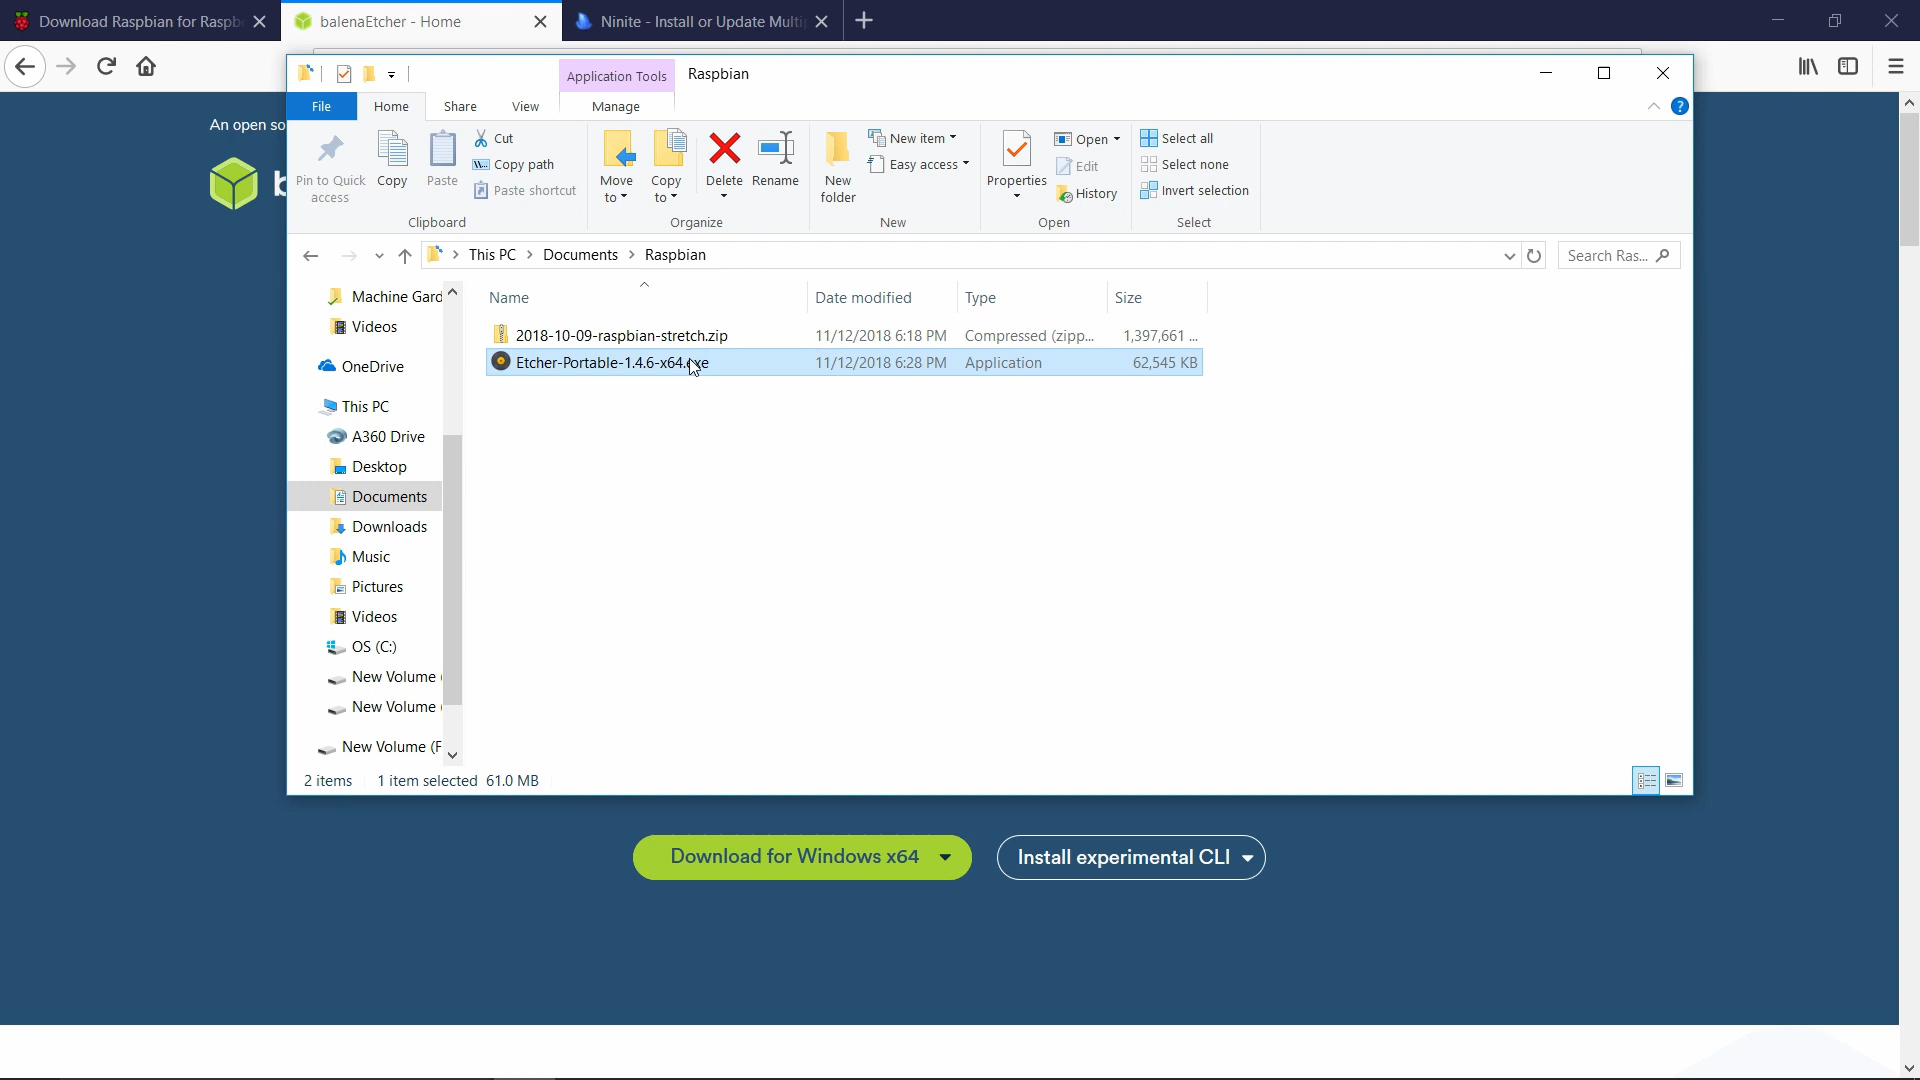 Download Raspbian for Raspb
balenaEtcher - Home
Ninite - Install or Update Multi
Application Tools
Raspbian
File
Home
Share
View
Manage
An open so
b
Pin to Quick
access
Copy
Paste
Cut
Copy path
Paste shortcut
Clipboard
Move
to
Copy
to
Delete
Rename
Organize
New
folder
New item
Easy access
New
Properties
Open
Edit
History
Open
Select all
Select none
Invert selection
Select
This PC > Documents > Raspbian
Search Ras...
Name
Date modified
Type
Size
2018-10-09-raspbian-stretch.zip 11/12/2018 6:18 PM Compressed (zipp... 1,397,661 ...
Etcher-Portable-1.4.6-x64.exe 11/12/2018 6:28 PM Application 62,545 KB
Machine Gard
Videos
OneDrive
This PC
A360 Drive
Desktop
Documents
Downloads
Music
Pictures
Videos
OS (C:)
New Volume (
New Volume (
New Volume (F
2 items 1 item selected 61.0 MB
Download for Windows x64
Install experimental CLI